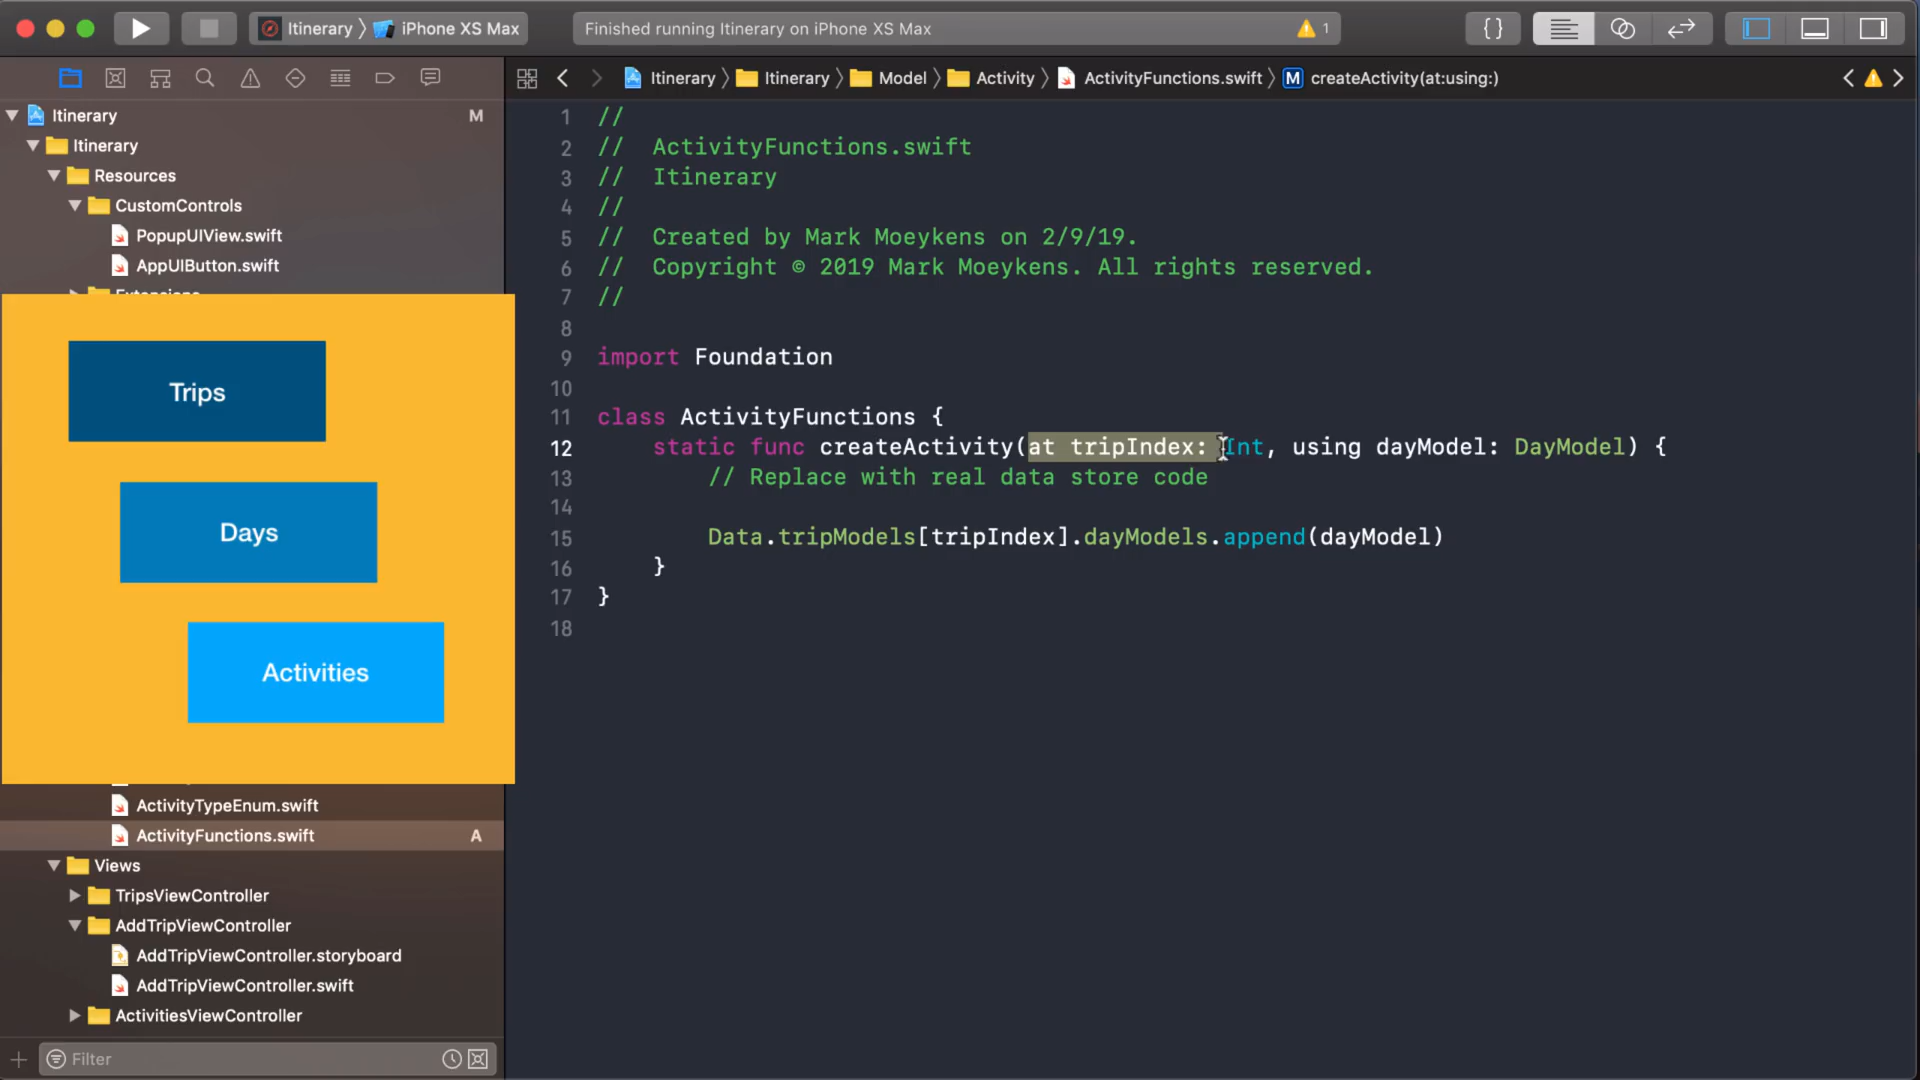 Itinerary
iPhone XS Max
Finished running Itinerary on iPhone XS Max
1
{ }
Itinerary
Itinerary
Model
Activity
ActivityFunctions.swift
M
createActivity(at:using:)
Itinerary
M
Itinerary
Resources
CustomControls
PopupUIView.swift
AppUIButton.swift
Extensions
Trips
Days
Activities
ActivityTypeEnum.swift
ActivityFunctions.swift
A
Views
TripsViewController
AddTripViewController
AddTripViewController.storyboard
AddTripViewController.swift
ActivitiesViewController
Filter
1 //
2 //  ActivityFunctions.swift
3 //  Itinerary
4 //
5 //  Created by Mark Moeykens on 2/9/19.
6 //  Copyright © 2019 Mark Moeykens. All rights reserved.
7 //
8
9 import Foundation
10
11 class ActivityFunctions {
12     static func createActivity(at tripIndex: Int, using dayModel: DayModel) {
13         // Replace with real data store code
14
15         Data.tripModels[tripIndex].dayModels.append(dayModel)
16     }
17 }
18